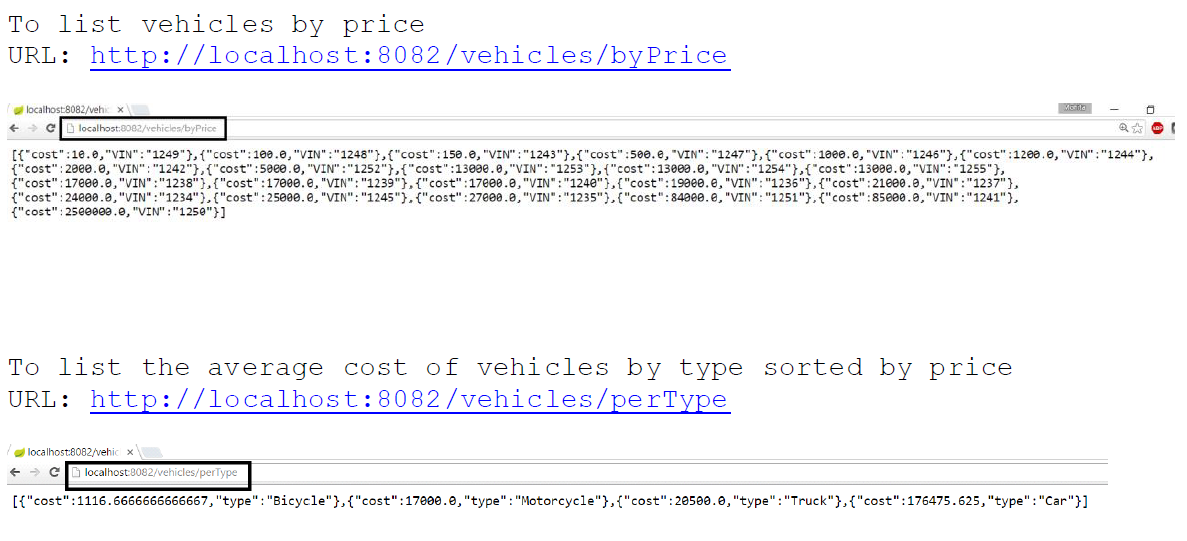 To list vehicles by price
URL: http://localhost:8082/vehicles/byPrice
localhost:8082/vehic
localhost:8082/vehicles/byPrice
[{"cost":10.0,"VIN":"1249"},{"cost":100.0,"VIN":"1248"},{"cost":150.0,"VIN":"1243"},{"cost":500.0,"VIN":"1247"},{"cost":1000.0,"VIN":"1246"},{"cost":1200.0,"VIN":"1244"},
{"cost":2000.0,"VIN":"1242"},{"cost":5000.0,"VIN":"1252"},{"cost":13000.0,"VIN":"1253"},{"cost":13000.0,"VIN":"1254"},{"cost":13000.0,"VIN":"1255"},
{"cost":17000.0,"VIN":"1238"},{"cost":17000.0,"VIN":"1239"},{"cost":17000.0,"VIN":"1240"},{"cost":19000.0,"VIN":"1236"},{"cost":21000.0,"VIN":"1237"},
{"cost":24000.0,"VIN":"1234"},{"cost":25000.0,"VIN":"1245"},{"cost":27000.0,"VIN":"1235"},{"cost":84000.0,"VIN":"1251"},{"cost":85000.0,"VIN":"1241"},
{"cost":2500000.0,"VIN":"1250"}]
To list the average cost of vehicles by type sorted by price
URL: http://localhost:8082/vehicles/perType
localhost:8082/vehic
localhost:8082/vehicles/perType
[{"cost":1116.6666666666667,"type":"Bicycle"},{"cost":17000.0,"type":"Motorcycle"},{"cost":20500.0,"type":"Truck"},{"cost":176475.625,"type":"Car"}]